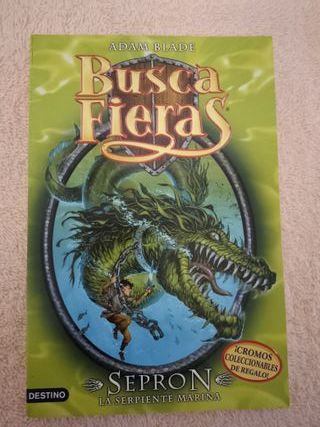 ADAM BLADE
Busca
Fieras
¡CROMOS
COLECCIONABLES
DE REGALO!
SEPRON
LA SERPIENTE MARINA
DESTINO